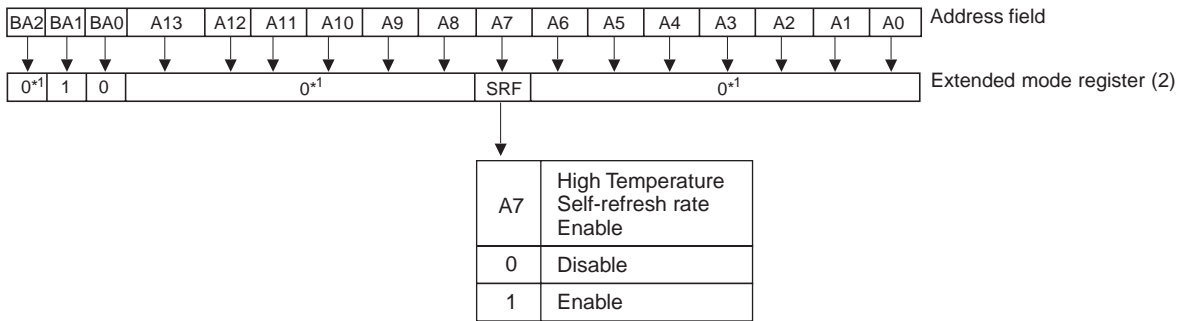 BA2 BA1 BA0 A13 A12 A11 A10 A9 A8 A7 A6 A5 A4 A3 A2 A1 A0 Address field
0*1 1 0 0*1 SRF 0*1 Extended mode register (2)
A7 High Temperature
Self-refresh rate
Enable
0 Disable
1 Enable